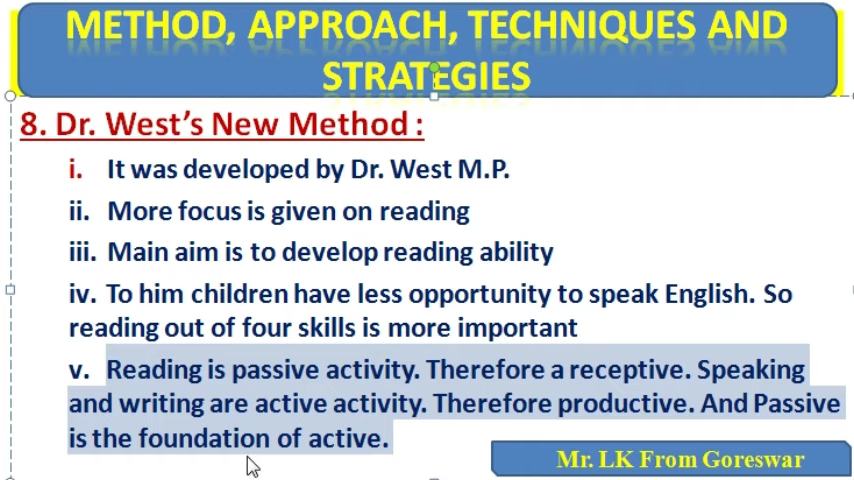 METHOD, APPROACH, TECHNIQUES AND
STRATEGIES
8. Dr. West's New Method :
i. It was developed by Dr. West M.P.
ii. More focus is given on reading
iii. Main aim is to develop reading ability
iv. To him children have less opportunity to speak English. So
reading out of four skills is more important
v. Reading is passive activity. Therefore a receptive. Speaking
and writing are active activity. Therefore productive. And Passive
is the foundation of active.
Mr. LK From Goreswar